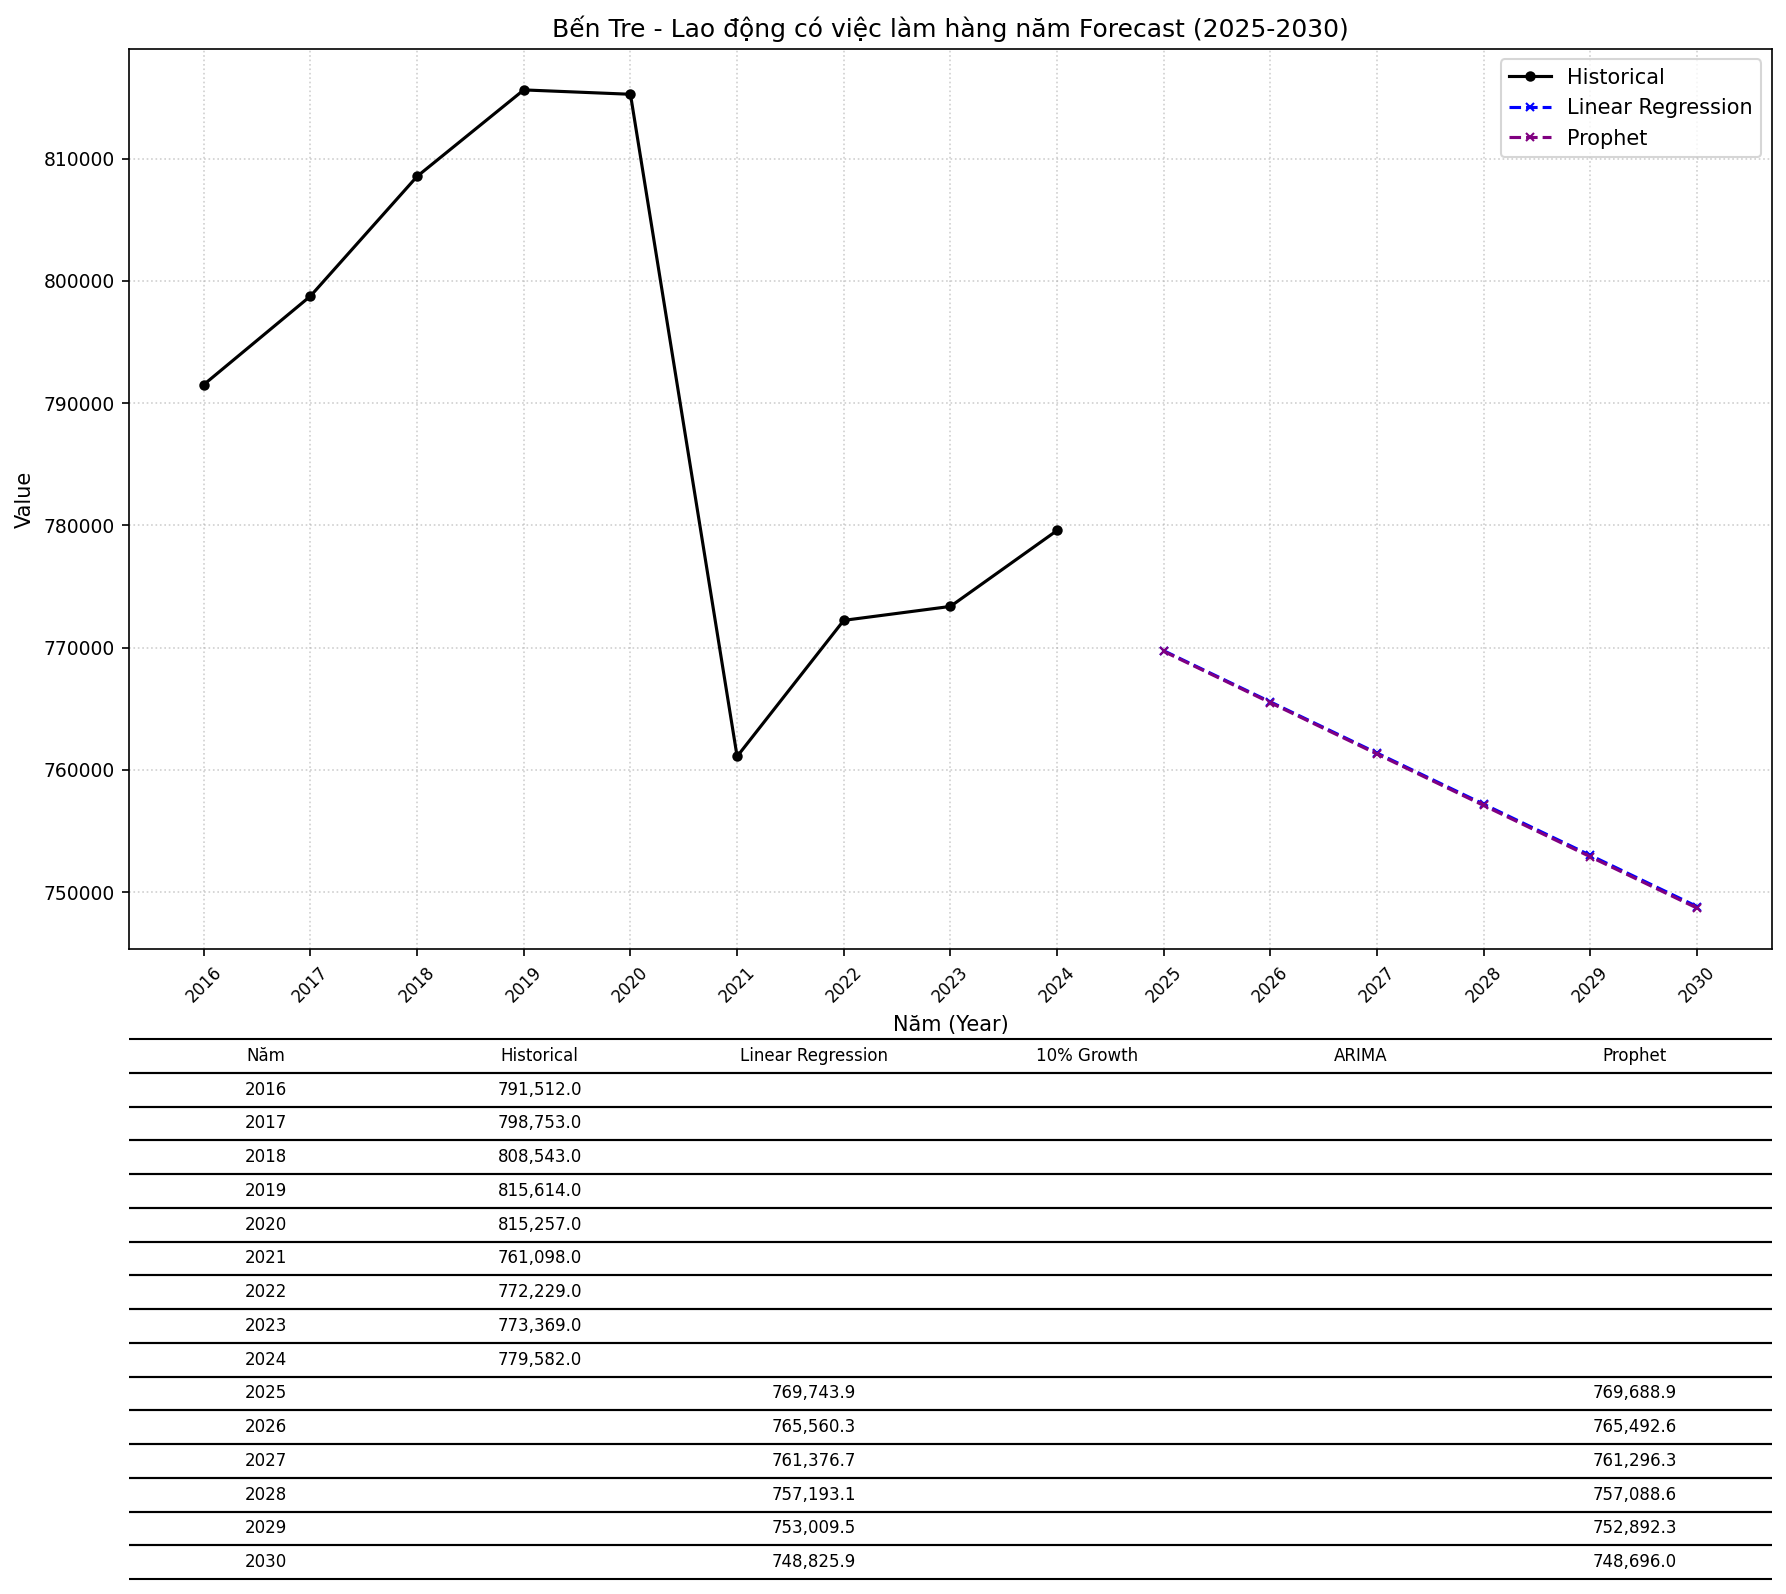 Bến Tre - Lao động có việc làm hàng năm Forecast (2025-2030)
Historical
Linear Regression
Prophet
810000
800000
790000
780000
770000
760000
750000
Value
2016 2017 2018 2019 2020 2021 2022 2023 2024 2025 2026 2027 2028 2029 2030
Năm (Year)
Năm Historical Linear Regression 10% Growth ARIMA Prophet
2016 791,512.0
2017 798,753.0
2018 808,543.0
2019 815,614.0
2020 815,257.0
2021 761,098.0
2022 772,229.0
2023 773,369.0
2024 779,582.0
2025 769,743.9 769,688.9
2026 765,560.3 765,492.6
2027 761,376.7 761,296.3
2028 757,193.1 757,088.6
2029 753,009.5 752,892.3
2030 748,825.9 748,696.0